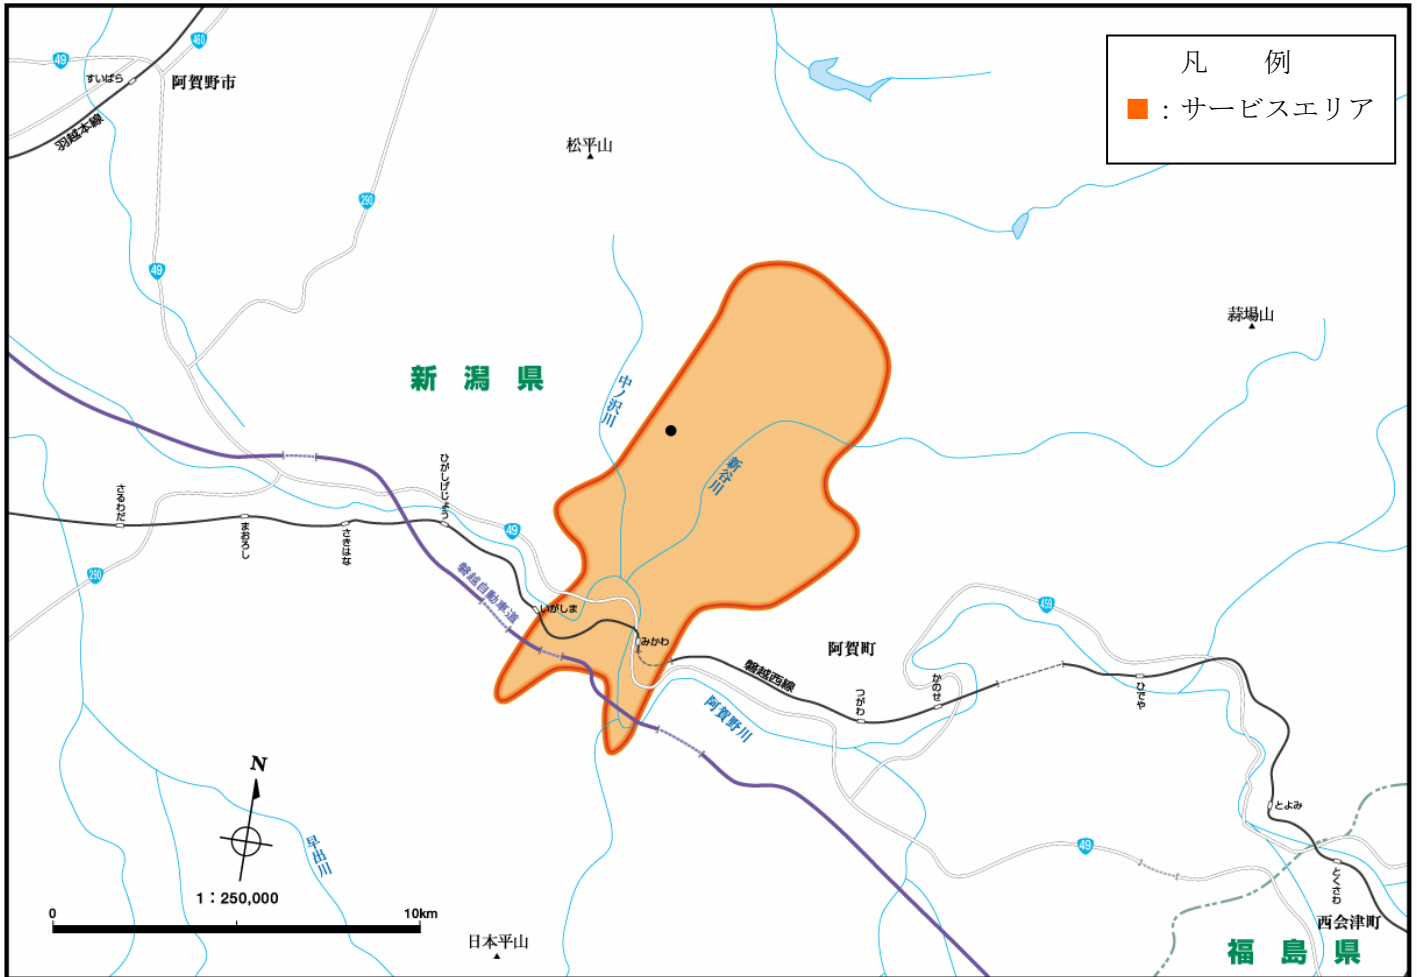 凡 例
■：サービスエリア
460
49
すいばら
阿賀野市
羽越本線
松平山
290
49
蒜場山
新潟県
中ノ沢川
新谷川
ひがしげじょう
さるわだ
まおろし
さきはな
49
290
磐越自動車道
いがしま
みかわ
459
阿賀町
磐越西線
かのせ
つがわ
ひでや
阿賀野川
N
とよみ
早出川
49
とくさわ
1：250,000
0
10km
日本平山
西会津町
福島県